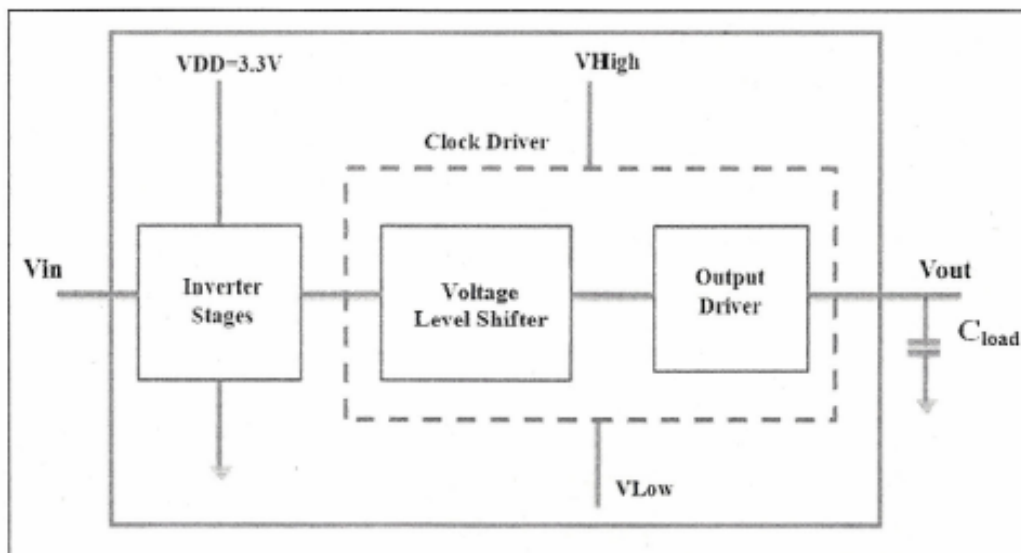 VDD=3.3V
VHigh
Clock Driver
Vin
Inverter
Stages
Voltage
Level Shifter
Output
Driver
Vout
Cload
VLow